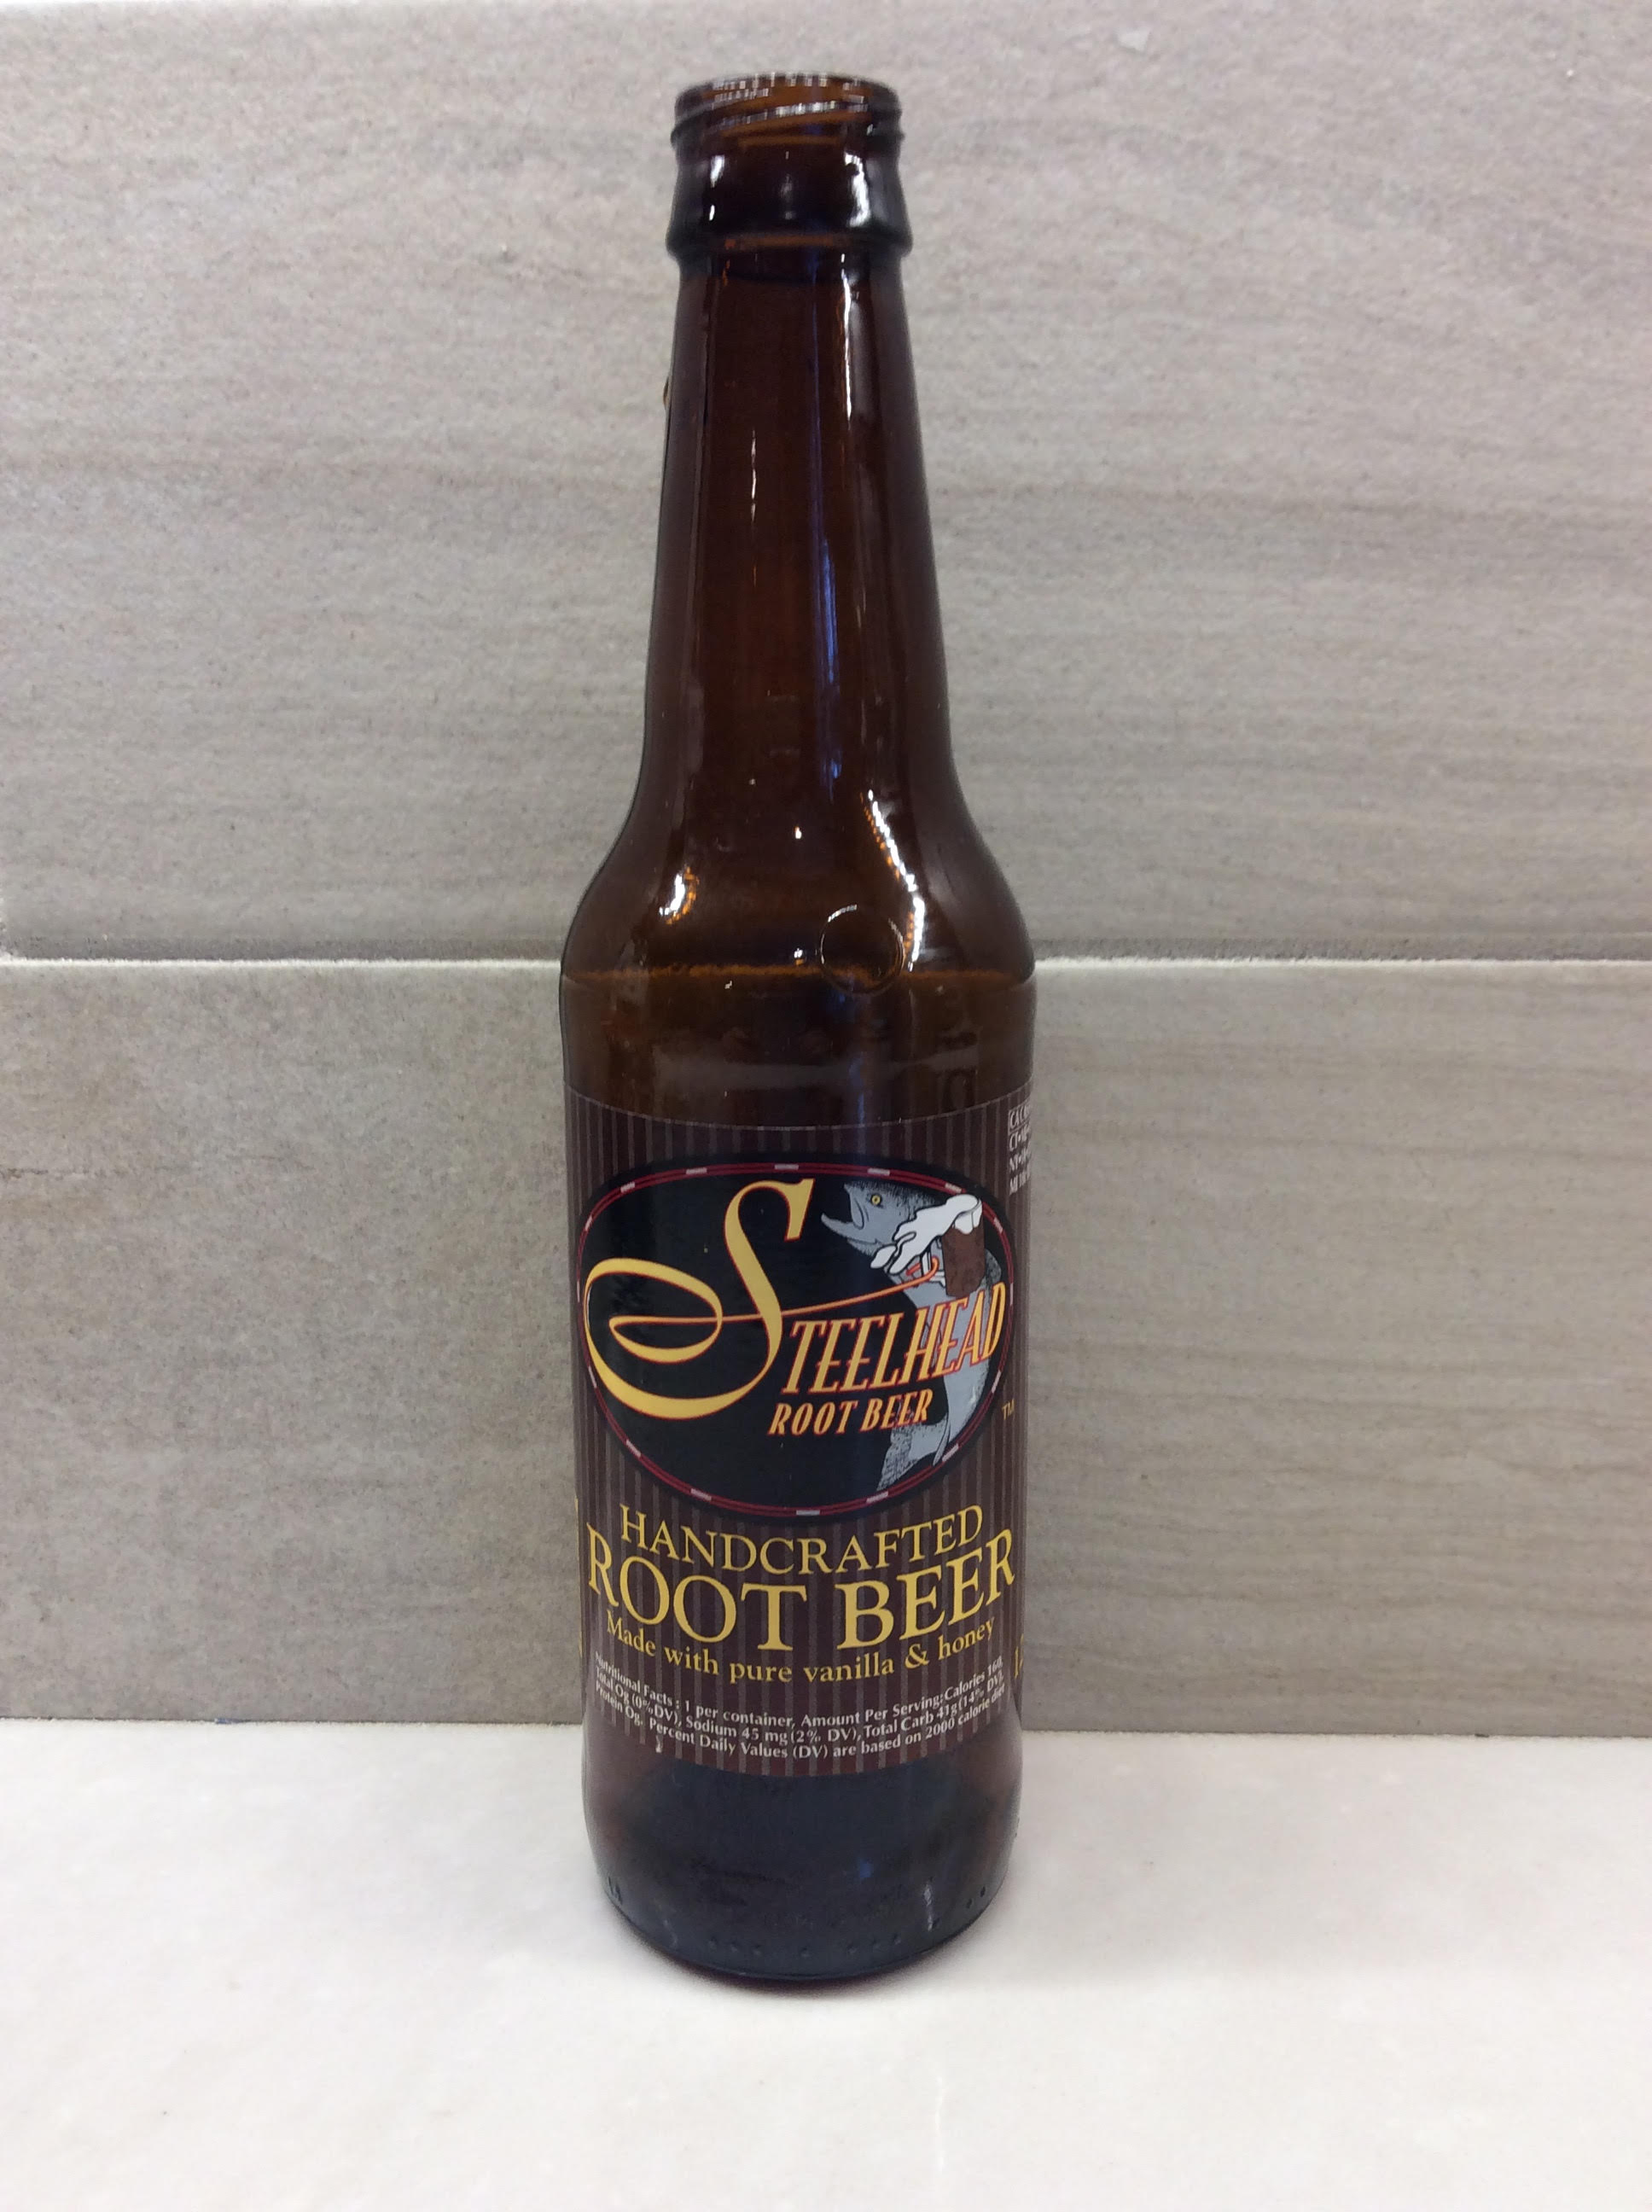 STEELHEAD
ROOT BEER
TM
HANDCRAFTED
ROOT BEER
Made with pure vanilla & honey
Nutritional Facts : 1 per container, Amount Per Serving: Calories 160,
Total 0g (0% DV), Sodium 45 mg (2% DV), Total Carb 41g (14% DV),
Protein 0g. Percent Daily Values (DV) are based on 2000 calorie diet